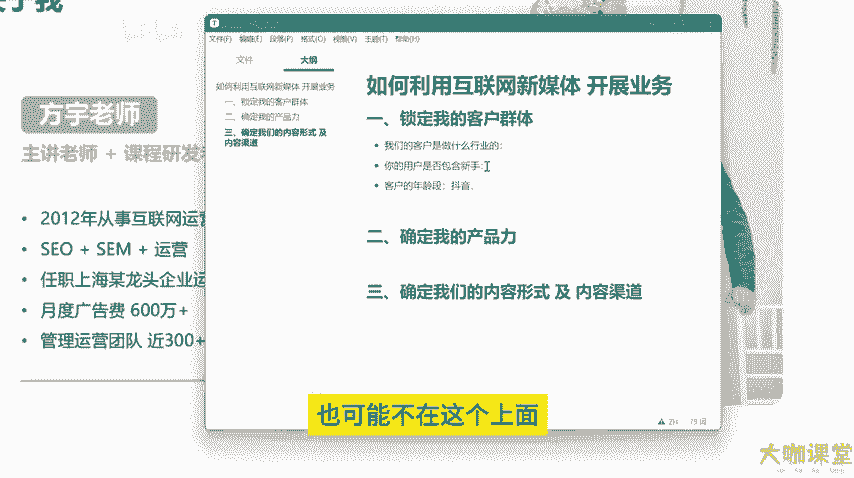 方宇老师
主讲老师 + 课程研发
• 2012年从事互联网运营
• SEO + SEM + 运营
• 任职上海某龙头企业运
• 月度广告费 600万+
• 管理运营团队 近300+
文件(F) 编辑(E) 段落(P) 格式(O) 视图(V) 主题(T) 帮助(H)
文件 大纲
如何利用互联网新媒体 开展业务
一、锁定我的客户群体
二、确定我的产品力
三、确定我们的内容形式 及
内容渠道
如何利用互联网新媒体 开展业务
一、锁定我的客户群体
• 我们的客户是做什么行业的:
• 你的用户是否包含新手:
• 客户的年龄段：抖音,
二、确定我的产品力
三、确定我们的内容形式 及 内容渠道
79 词
也可能不在这个上面
大咖课堂